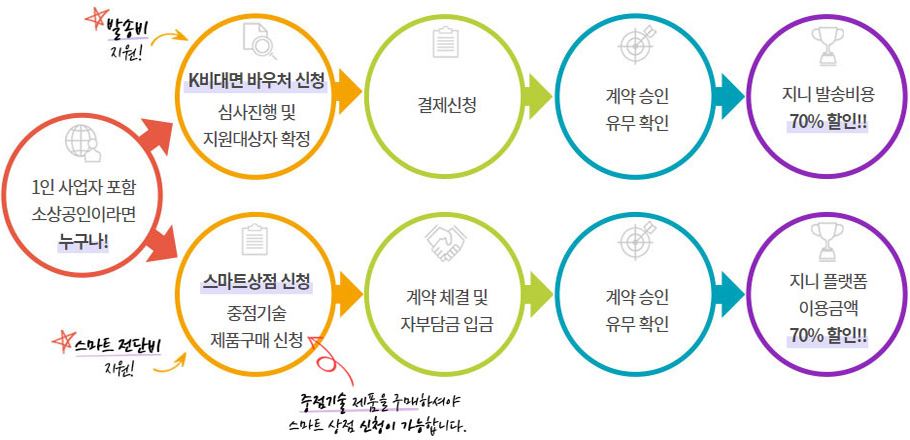 발송비
지원!
K비대면 바우처 신청
심사진행 및
지원대상자 확정
결제신청
계약 승인
유무 확인
지니 발송비용
70% 할인!!
1인 사업자 포함
소상공인이라면
누구나!
스마트상점 신청
중점기술
제품구매 신청
계약 체결 및
자부담금 입금
계약 승인
유무 확인
지니 플랫폼
이용금액
70% 할인!!
스마트 전단비
지원!
중점기술 제품을 구매하셔야
스마트 상점 신청이 가능합니다.